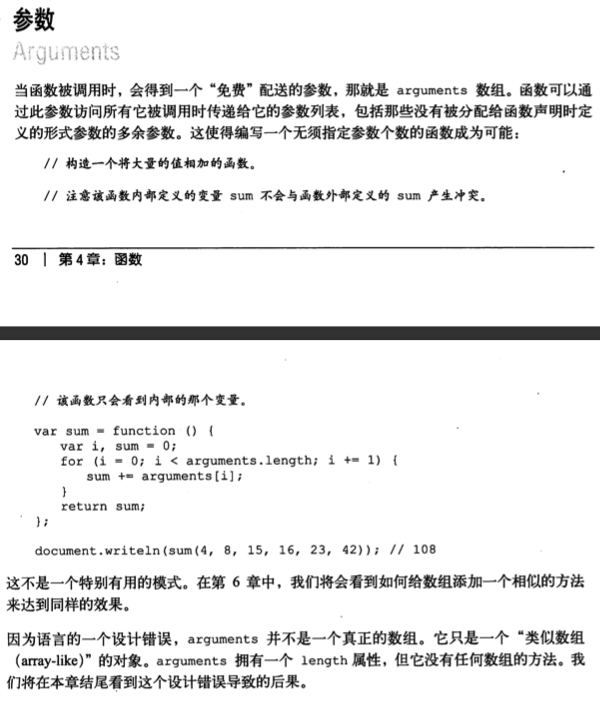 参数
Arguments
当函数被调用时，会得到一个“免费”配送的参数，那就是 arguments 数组。函数可以通
过此参数访问所有它被调用时传递给它的参数列表，包括那些没有被分配给函数声明时定
义的形式参数的多余参数。这使得编写一个无须指定参数个数的函数成为可能：
// 构造一个将大量的值相加的函数。
// 注意该函数内部定义的变量 sum 不会与函数外部定义的 sum 产生冲突。
30 | 第 4 章：函数
// 该函数只会看到内部的那个变量。
var sum = function () {
var i, sum = 0;
for (i = 0; i < arguments.length; i += 1) {
sum += arguments[i];
}
return sum;
};
document.writeln(sum(4, 8, 15, 16, 23, 42)); // 108
这不是一个特别有用的模式。在第 6 章中，我们将会看到如何给数组添加一个相似的方法
来达到同样的效果。
因为语言的一个设计错误，arguments 并不是一个真正的数组。它只是一个“类似数组
（array-like）”的对象。arguments 拥有一个 length 属性，但它没有任何数组的方法。我
们将在本章结尾看到这个设计错误导致的后果。